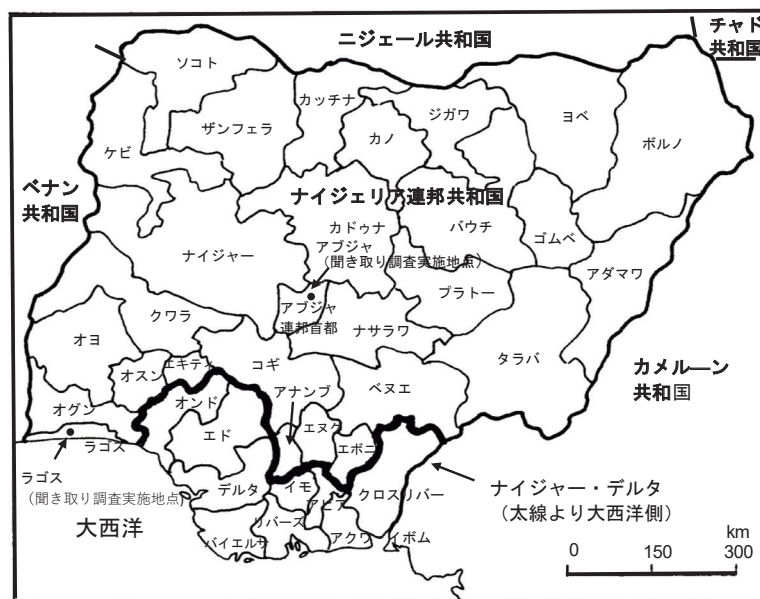 ニジェール共和国
チャド
共和国
ソコト
カッチナ
ジガワ
ヨベ
ボルノ
ザンフェラ
カノ
ケビ
ベナン
共和国
ナイジェリア連邦共和国
カドゥナ
バウチ
ゴムベ
ナイジャー
アブジャ
(聞き取り調査実施地点)
アダマワ
プラトー
アブジャ
連邦首都
クワラ
ナサラワ
オヨ
タラバ
エキティ
コギ
オスン
カメルーン
共和国
アナンブ
ベヌエ
オグン
オンド
エヌグ
エド
エボニ
ラゴス
ラゴス
(聞き取り調査実施地点)
デルタ
イモ
クロスリバー
ナイジャー・デルタ
(太線より大西洋側)
アビア
大西洋
リバーズ
バイエルサ
アクワ
イボム
km
0 150 300